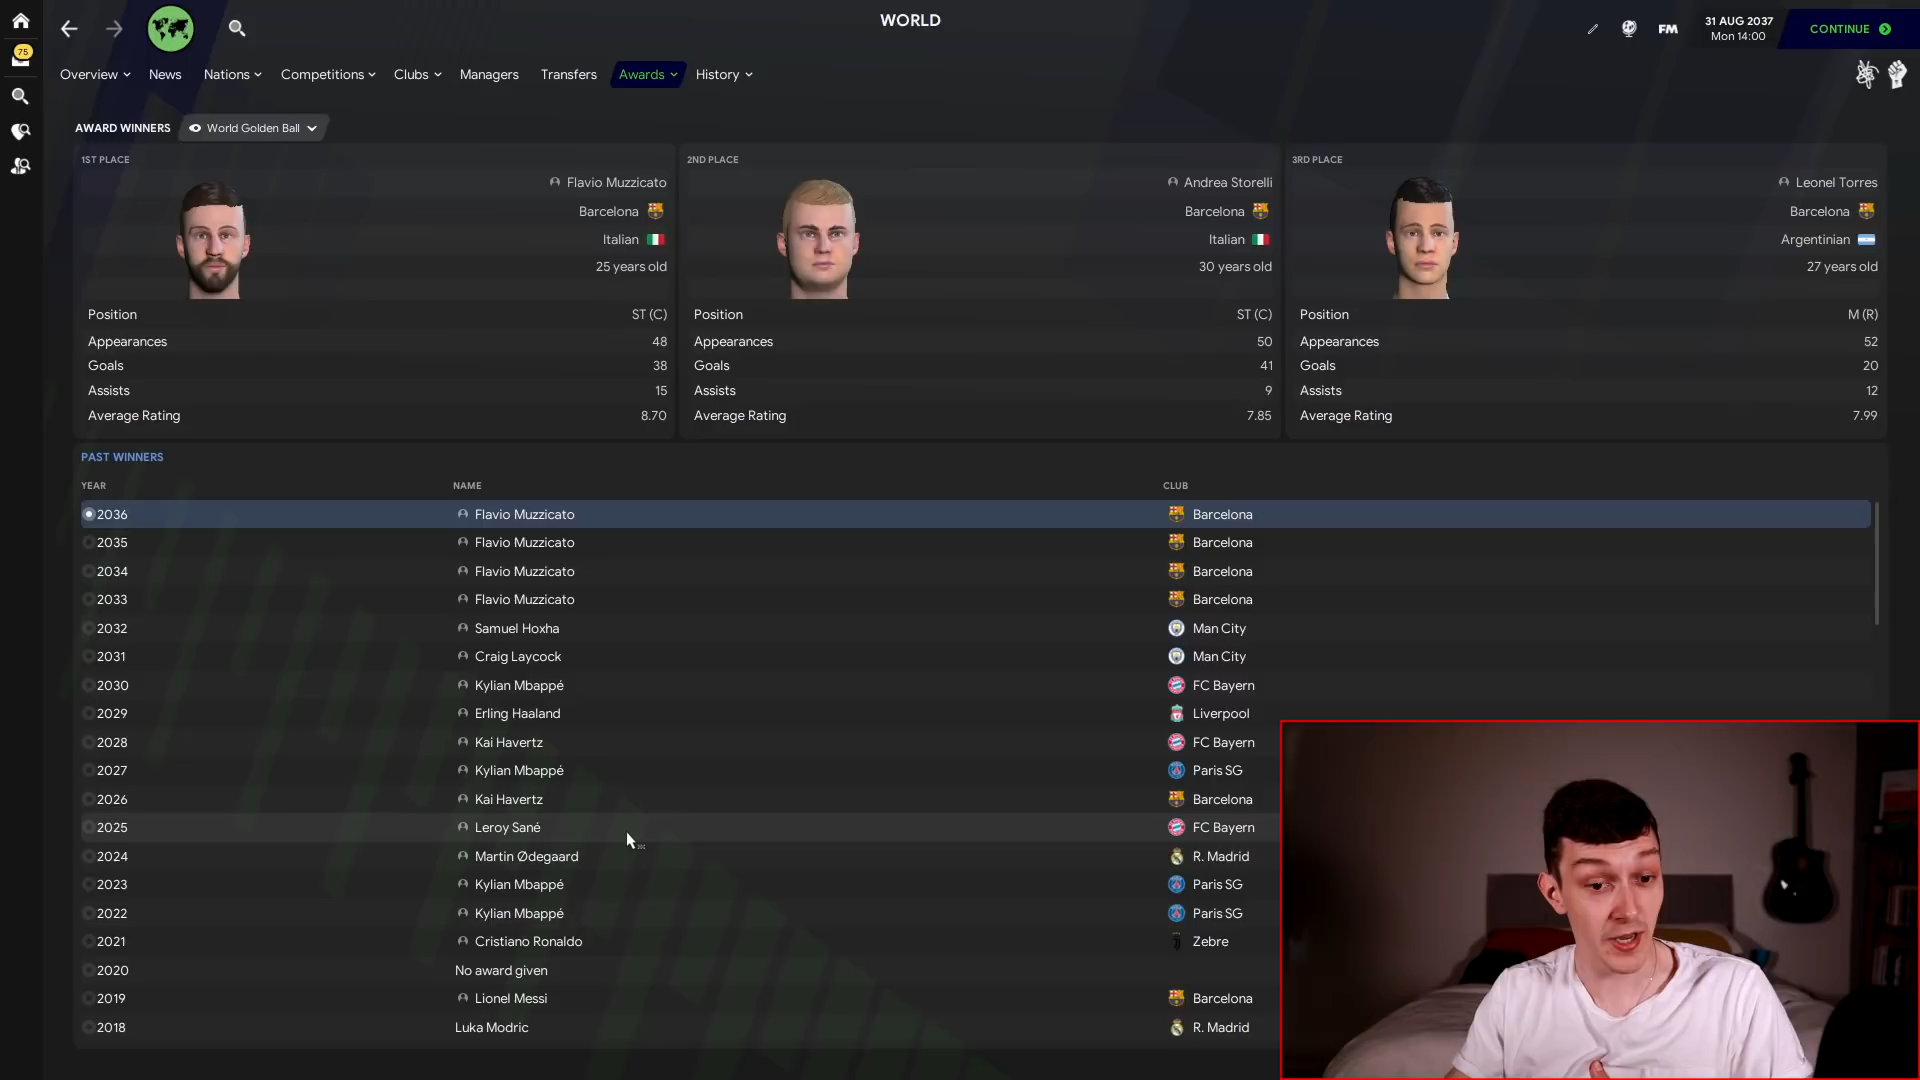 WORLD
31 AUG 2037
Mon 14:00
FM
CONTINUE
75
Overview News Nations Competitions Clubs Managers Transfers Awards History
AWARD WINNERS World Golden Ball
1ST PLACE
Flavio Muzzicato
Barcelona
Italian
25 years old
Position ST (C)
Appearances 48
Goals 38
Assists 15
Average Rating 8.70
2ND PLACE
Andrea Storelli
Barcelona
Italian
30 years old
Position ST (C)
Appearances 50
Goals 41
Assists 9
Average Rating 7.85
3RD PLACE
Leonel Torres
Barcelona
Argentinian
27 years old
Position M (R)
Appearances 52
Goals 20
Assists 12
Average Rating 7.99
PAST WINNERS
YEAR NAME CLUB
2036 Flavio Muzzicato Barcelona
2035 Flavio Muzzicato Barcelona
2034 Flavio Muzzicato Barcelona
2033 Flavio Muzzicato Barcelona
2032 Samuel Hoxha Man City
2031 Craig Laycock Man City
2030 Kylian Mbappé FC Bayern
2029 Erling Haaland Liverpool
2028 Kai Havertz FC Bayern
2027 Kylian Mbappé Paris SG
2026 Kai Havertz Barcelona
2025 Leroy Sané FC Bayern
2024 Martin Ødegaard R. Madrid
2023 Kylian Mbappé Paris SG
2022 Kylian Mbappé Paris SG
2021 Cristiano Ronaldo Zebre
2020 No award given
2019 Lionel Messi Barcelona
2018 Luka Modric R. Madrid